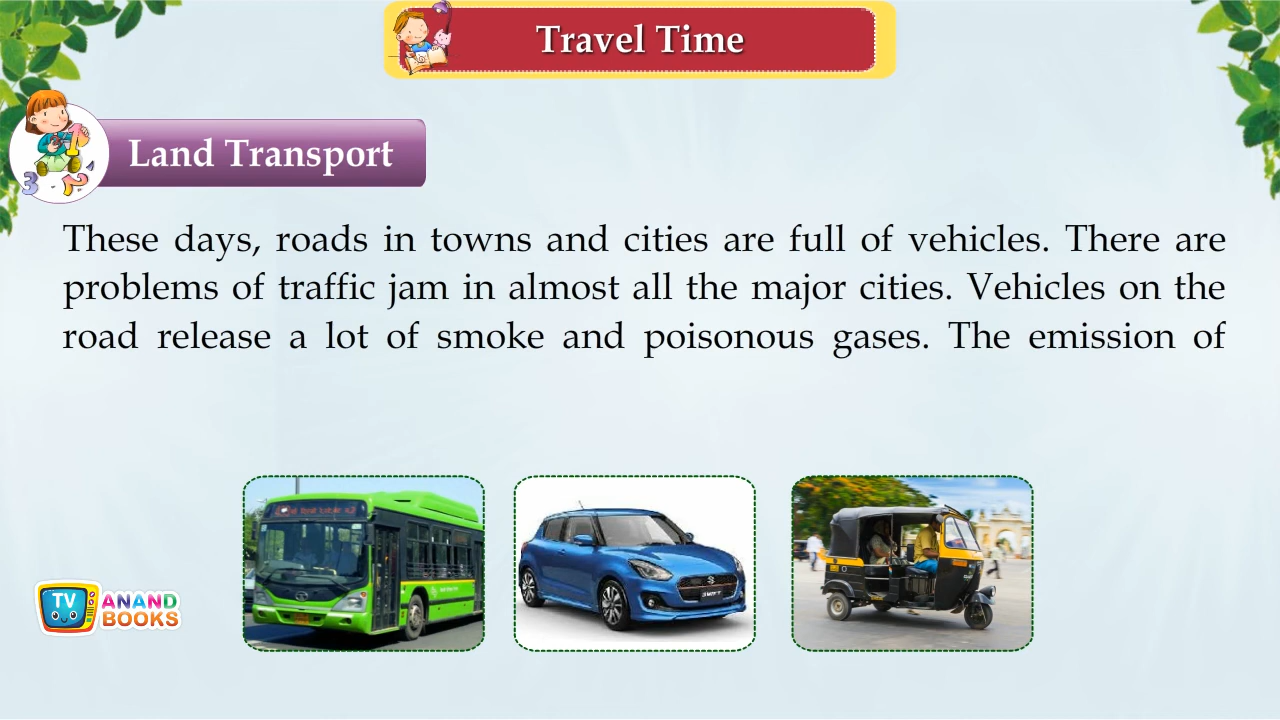 Travel Time
Land Transport
These days, roads in towns and cities are full of vehicles. There are
problems of traffic jam in almost all the major cities. Vehicles on the
road release a lot of smoke and poisonous gases. The emission of
SWIFT
TV
ANAND
BOOKS